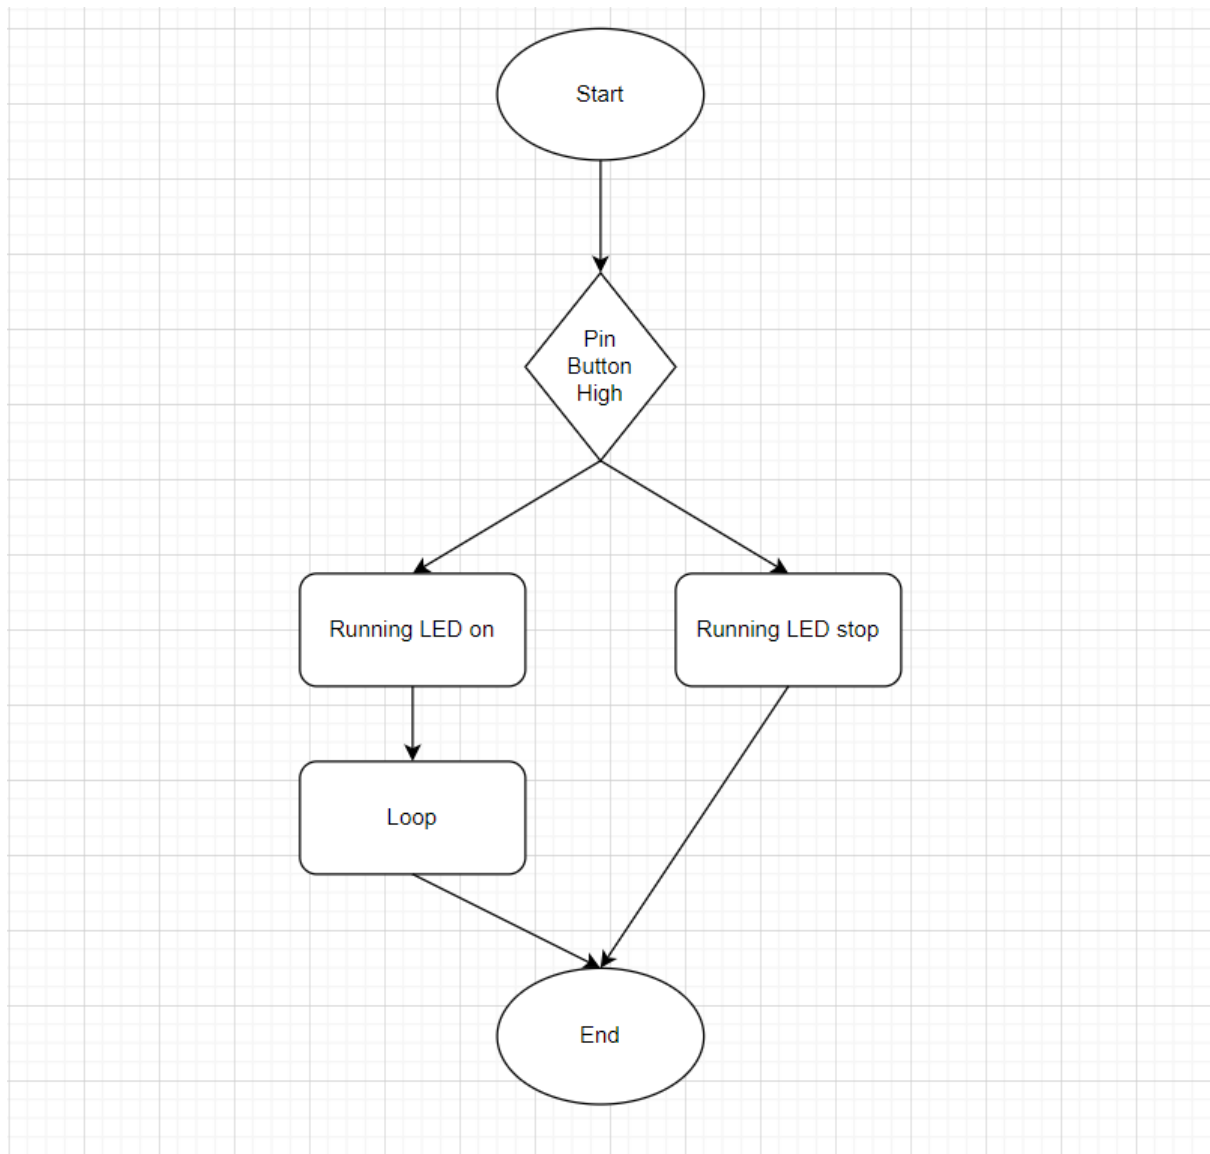 Start
Pin
Button
High
Running LED on
Running LED stop
Loop
End